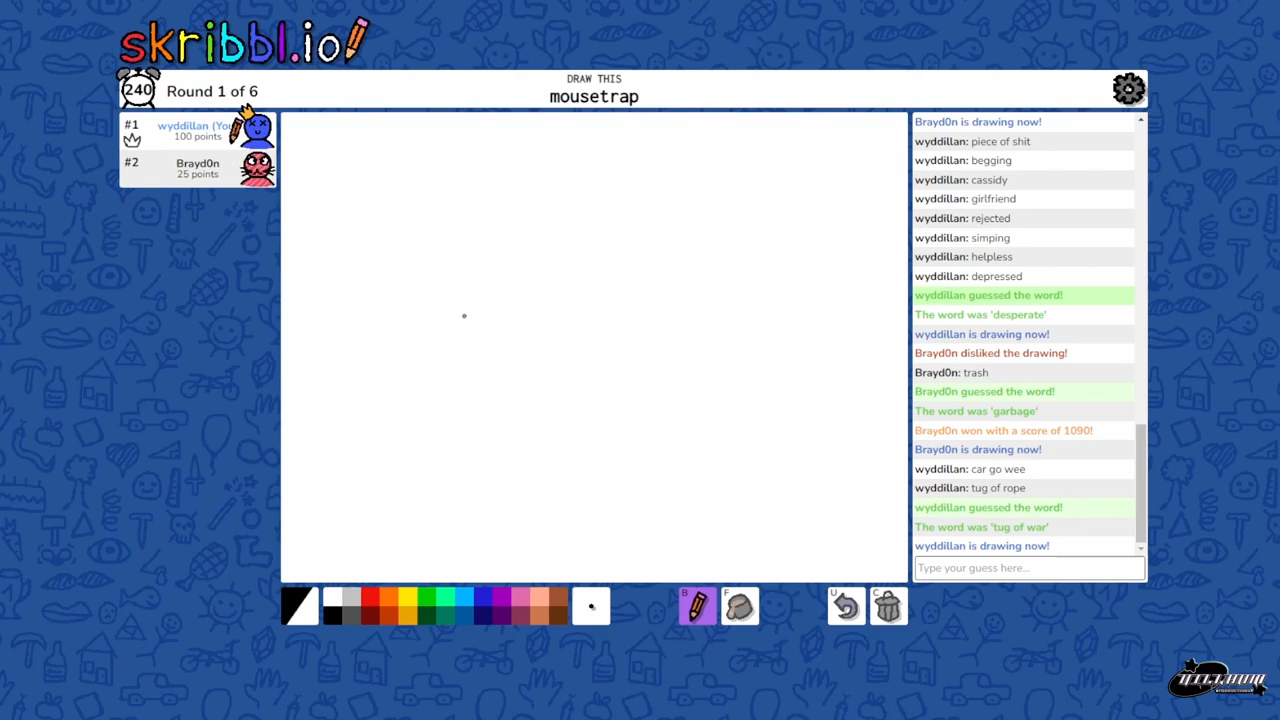 skribbl.io
240
Round 1 of 6
DRAW THIS
mousetrap
#1
wyddillan (You
100 points
#2
Brayd0n
25 points
Brayd0n is drawing now!
wyddillan: piece of shit
wyddillan: begging
wyddillan: cassidy
wyddillan: girlfriend
wyddillan: rejected
wyddillan: simping
wyddillan: helpless
wyddillan: depressed
wyddillan guessed the word!
The word was 'desperate'
wyddillan is drawing now!
Brayd0n disliked the drawing!
Brayd0n: trash
Brayd0n guessed the word!
The word was 'garbage'
Brayd0n won with a score of 1090!
Brayd0n is drawing now!
wyddillan: car go wee
wyddillan: tug of rope
wyddillan guessed the word!
The word was 'tug of war'
wyddillan is drawing now!
Type your guess here...
B
F
U
C